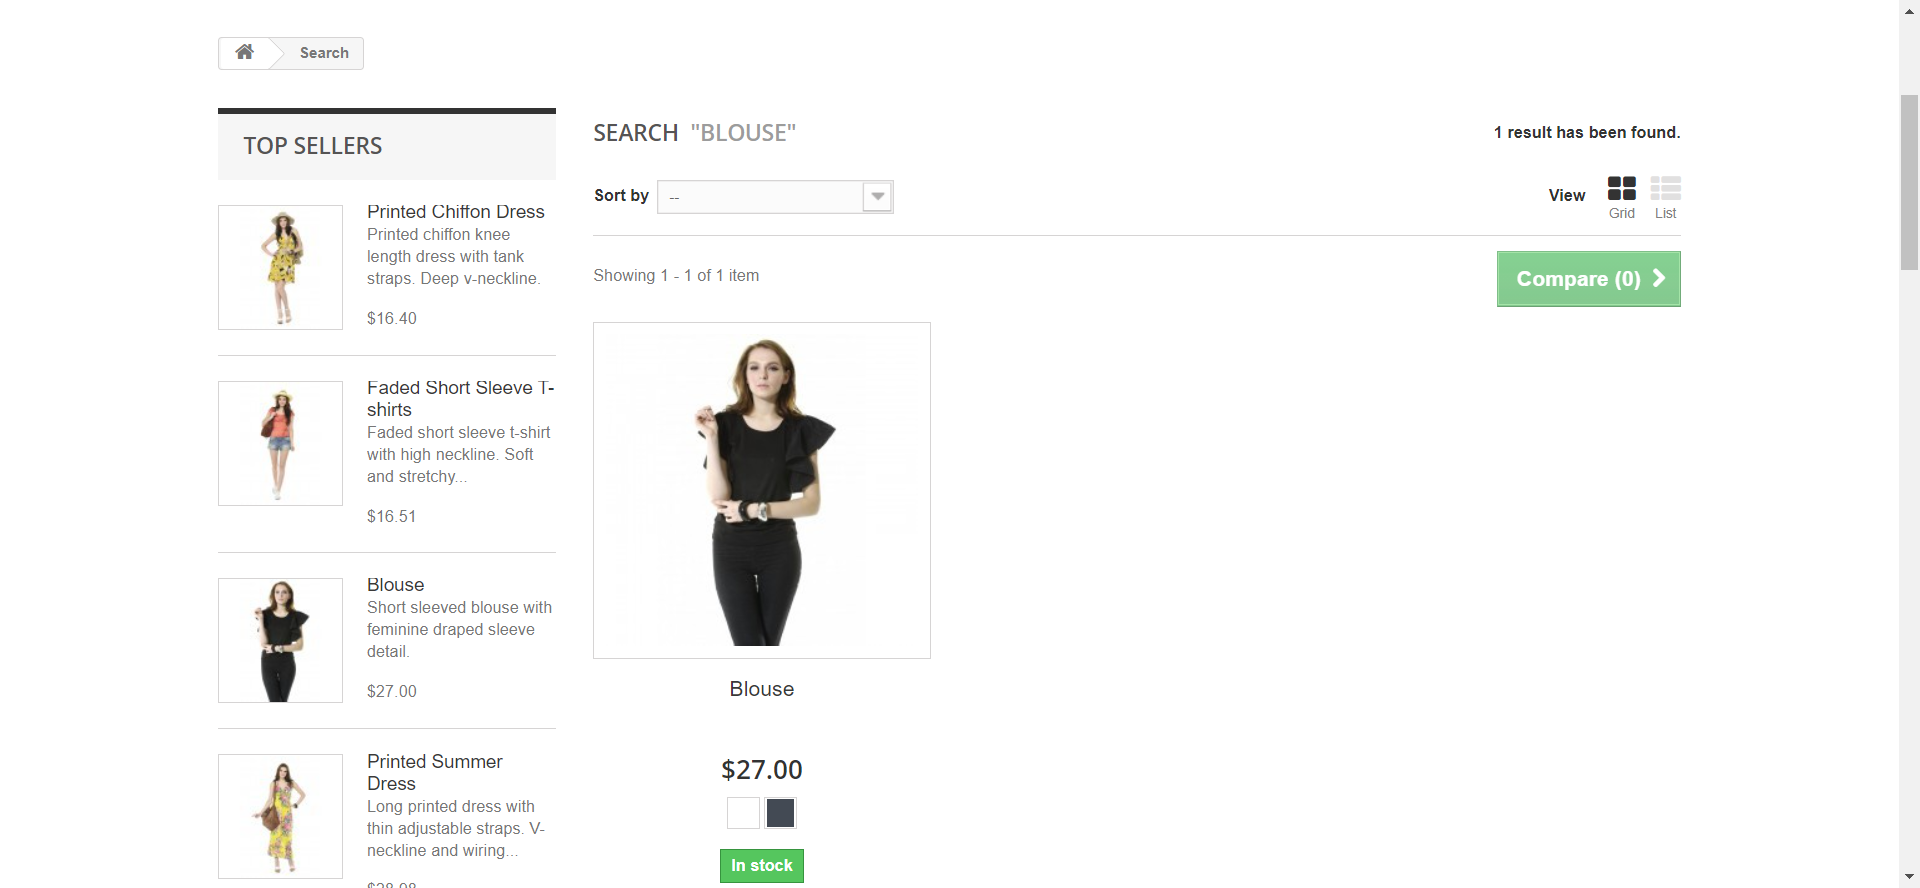 Search
TOP SELLERS
Printed Chiffon Dress
Printed chiffon knee
length dress with tank
straps. Deep v-neckline.
$16.40
Faded Short Sleeve T-
shirts
Faded short sleeve t-shirt
with high neckline. Soft
and stretchy...
$16.51
Blouse
Short sleeved blouse with
feminine draped sleeve
detail.
$27.00
Printed Summer
Dress
Long printed dress with
thin adjustable straps. V-
neckline and wiring...
SEARCH "BLOUSE"
1 result has been found.
Sort by --
View
Grid
List
Showing 1 - 1 of 1 item
Compare (0)
Blouse
$27.00
In stock